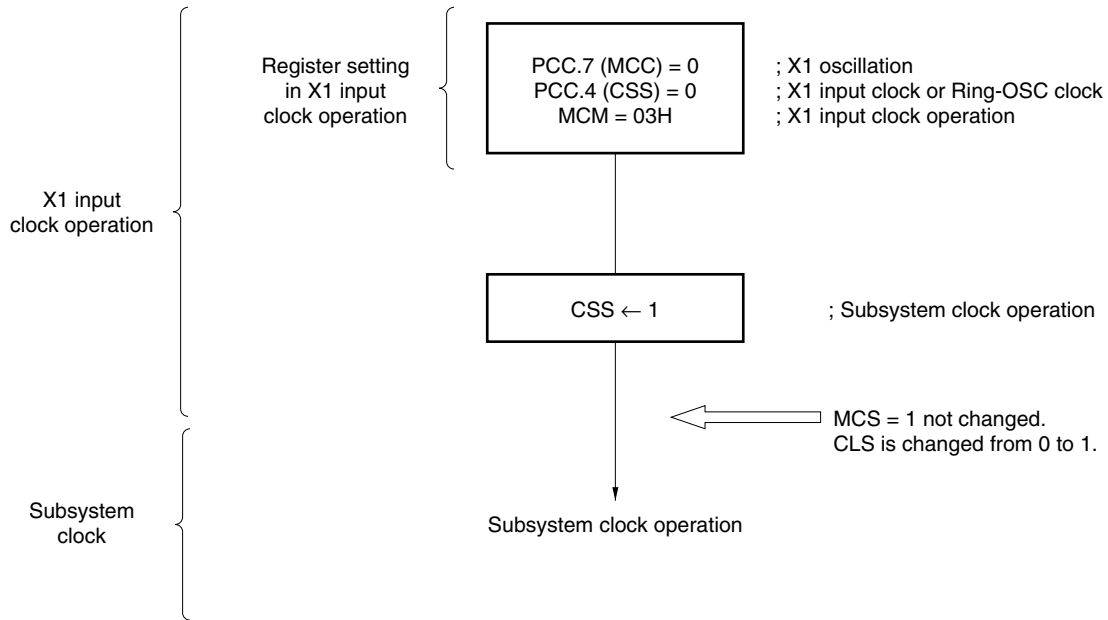 Register setting
in X1 input
clock operation
PCC.7 (MCC) = 0
PCC.4 (CSS) = 0
MCM = 03H
; X1 oscillation
; X1 input clock or Ring-OSC clock
; X1 input clock operation
X1 input
clock operation
CSS ← 1
; Subsystem clock operation
MCS = 1 not changed.
CLS is changed from 0 to 1.
Subsystem
clock
Subsystem clock operation